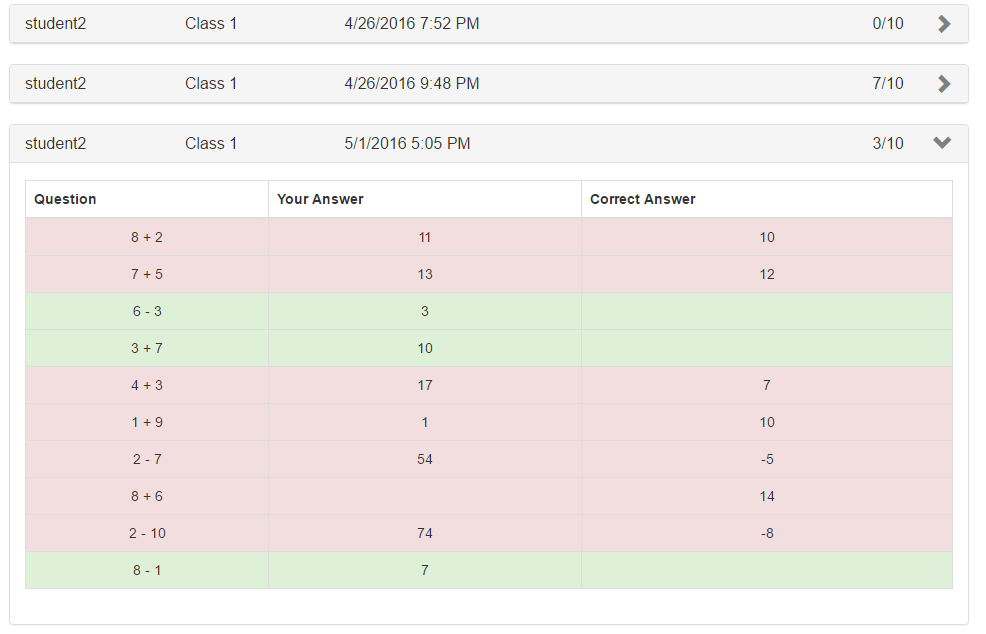 student2 Class 1 4/26/2016 7:52 PM 0/10
student2 Class 1 4/26/2016 9:48 PM 7/10
student2 Class 1 5/1/2016 5:05 PM 3/10
Question Your Answer Correct Answer
8 + 2 11 10
7 + 5 13 12
6 - 3 3
3 + 7 10
4 + 3 17 7
1 + 9 1 10
2 - 7 54 -5
8 + 6 14
2 - 10 74 -8
8 - 1 7